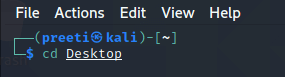 File Actions Edit View Help
┌──(preeti㉿kali)-[~]
└─$ cd Desktop